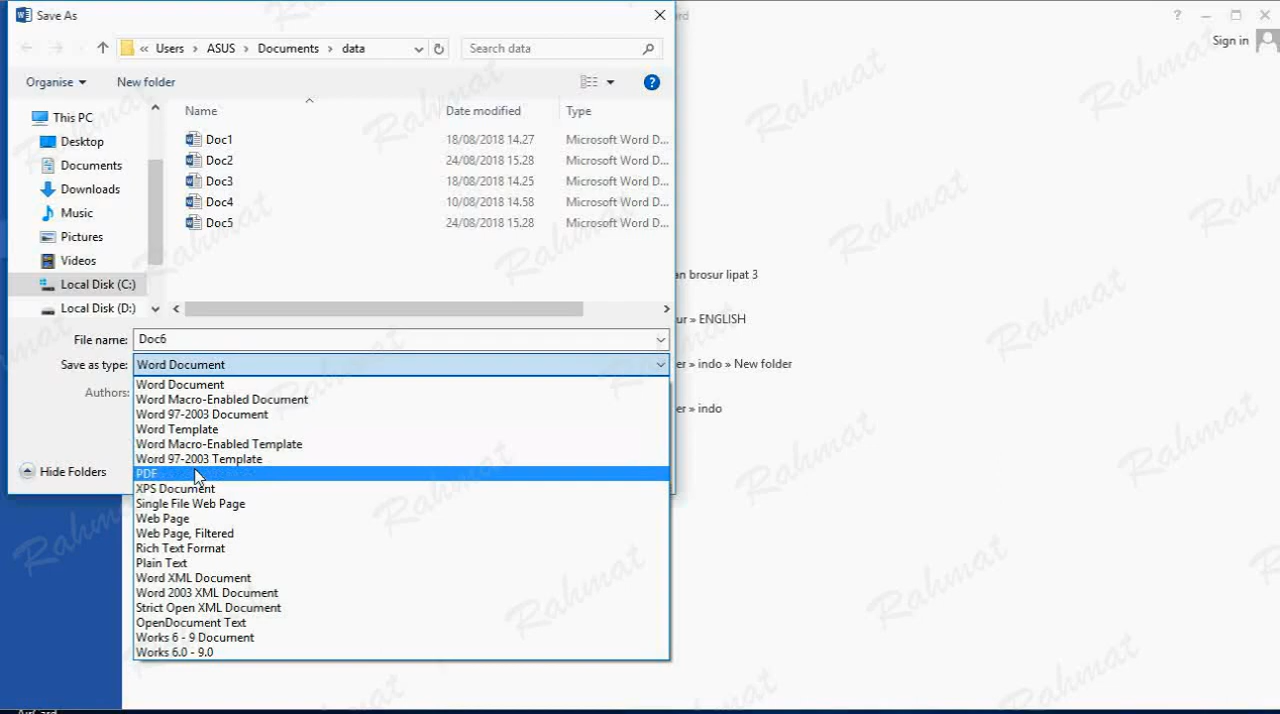 Save As
rd
?
Sign in
« Users > ASUS > Documents > data
Search data
Organise
New folder
?
Name
Date modified
Type
This PC
Desktop
Documents
Downloads
Music
Pictures
Videos
Local Disk (C:)
Local Disk (D:)
Doc1 18/08/2018 14.27 Microsoft Word D...
Doc2 24/08/2018 15.28 Microsoft Word D...
Doc3 18/08/2018 14.25 Microsoft Word D...
Doc4 10/08/2018 14.58 Microsoft Word D...
Doc5 24/08/2018 15.28 Microsoft Word D...
File name: Doc6
Save as type: Word Document
Authors:
Hide Folders
Word Document
Word Macro-Enabled Document
Word 97-2003 Document
Word Template
Word Macro-Enabled Template
Word 97-2003 Template
PDF
XPS Document
Single File Web Page
Web Page
Web Page, Filtered
Rich Text Format
Plain Text
Word XML Document
Word 2003 XML Document
Strict Open XML Document
OpenDocument Text
Works 6 - 9 Document
Works 6.0 - 9.0
an brosur lipat 3
ur » ENGLISH
er » indo » New folder
er » indo
Rahmat